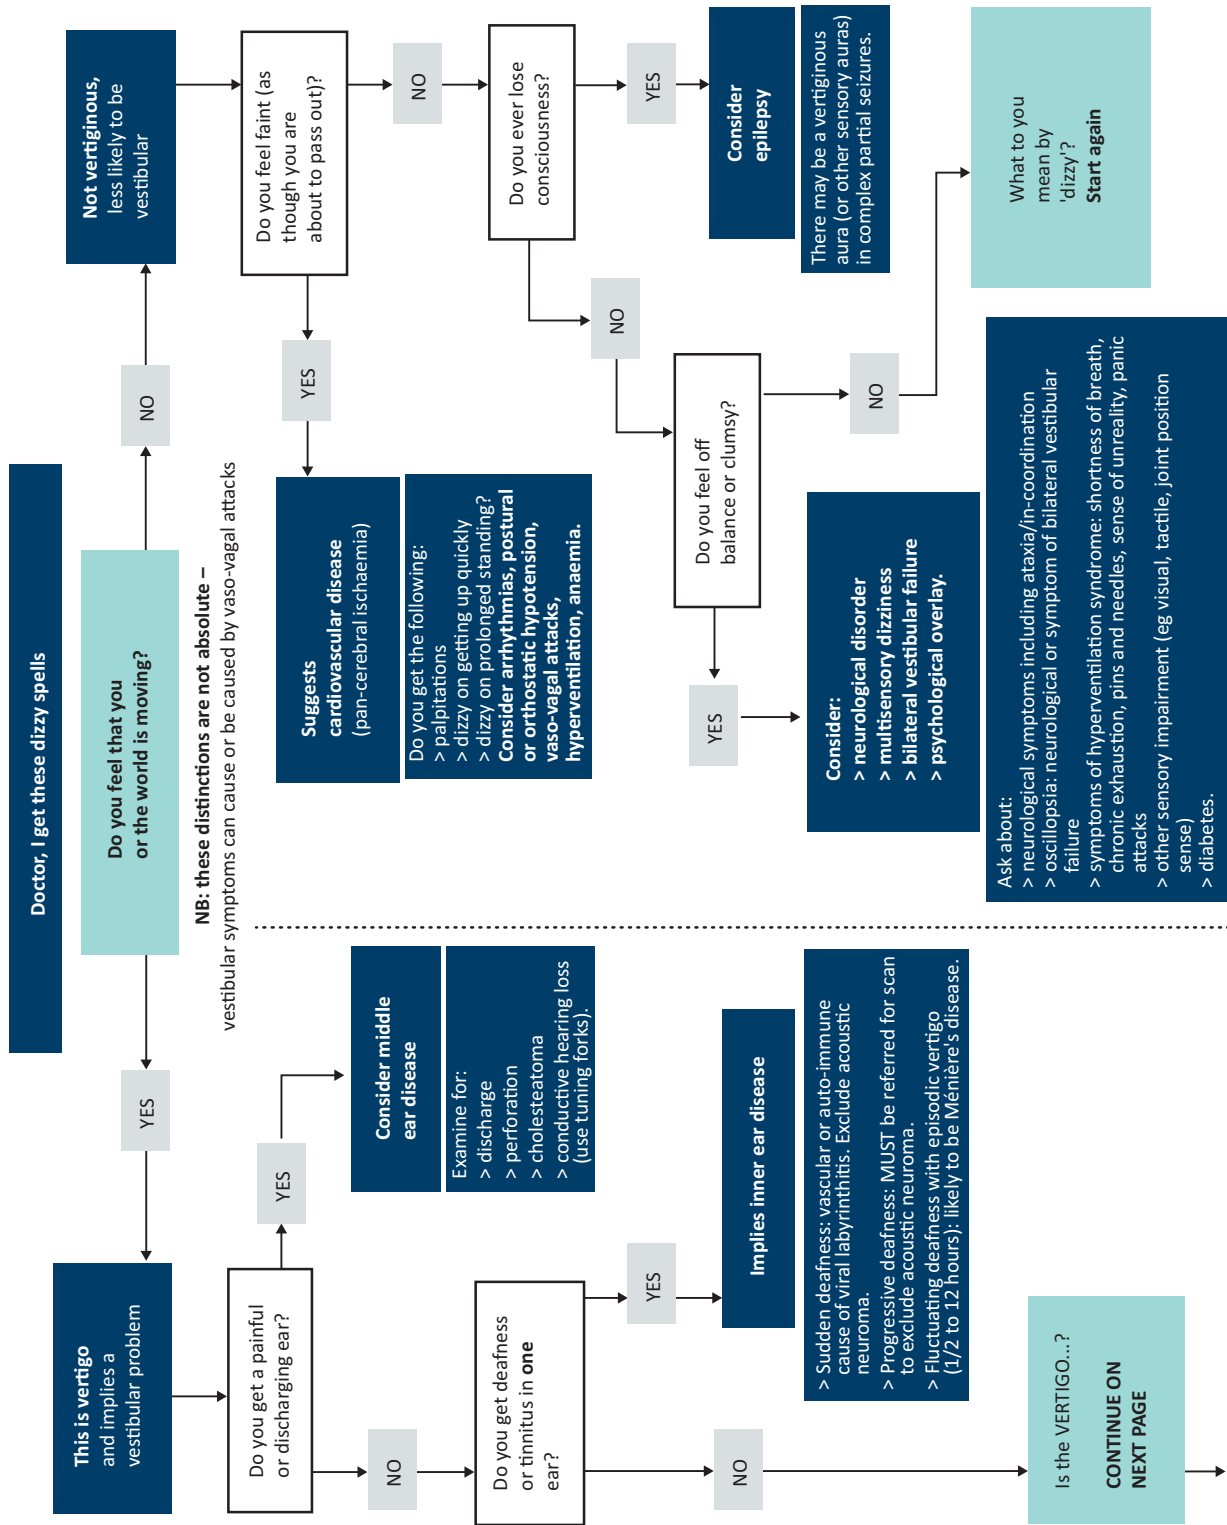 Doctor, I get these dizzy spells
Do you feel that you
or the world is moving?
NB: these distinctions are not absolute –
vestibular symptoms can cause or be caused by vaso-vagal attacks
YES
This is vertigo
and implies a
vestibular problem
Do you get a painful
or discharging ear?
YES
Consider middle
ear disease
Examine for:
> discharge
> perforation
> cholesteatoma
> conductive hearing loss
(use tuning forks).
NO
Do you get deafness
or tinnitus in one
ear?
YES
Implies inner ear disease
> Sudden deafness: vascular or auto-immune
cause of viral labyrinthitis. Exclude acoustic
neuroma.
> Progressive deafness: MUST be referred for scan
to exclude acoustic neuroma.
> Fluctuating deafness with episodic vertigo
(1/2 to 12 hours): likely to be Ménière's disease.
NO
Is the VERTIGO...?
CONTINUE ON
NEXT PAGE
NO
Not vertiginous,
less likely to be
vestibular
Do you feel faint (as
though you are
about to pass out)?
YES
Suggests
cardiovascular disease
(pan-cerebral ischaemia)
Do you get the following:
> palpitations
> dizzy on getting up quickly
> dizzy on prolonged standing?
Consider arrhythmias, postural
or orthostatic hypotension,
vaso-vagal attacks,
hyperventilation, anaemia.
NO
Do you ever lose
consciousness?
YES
Consider
epilepsy
There may be a vertiginous
aura (or other sensory auras)
in complex partial seizures.
NO
Do you feel off
balance or clumsy?
YES
Consider:
> neurological disorder
> multisensory dizziness
> bilateral vestibular failure
> psychological overlay.
Ask about:
> neurological symptoms including ataxia/in-coordination
> oscillopsia: neurological or symptom of bilateral vestibular
failure
> symptoms of hyperventilation syndrome: shortness of breath,
chronic exhaustion, pins and needles, sense of unreality, panic
attacks
> other sensory impairment (eg visual, tactile, joint position
sense)
> diabetes.
NO
What to you
mean by
'dizzy'?
Start again